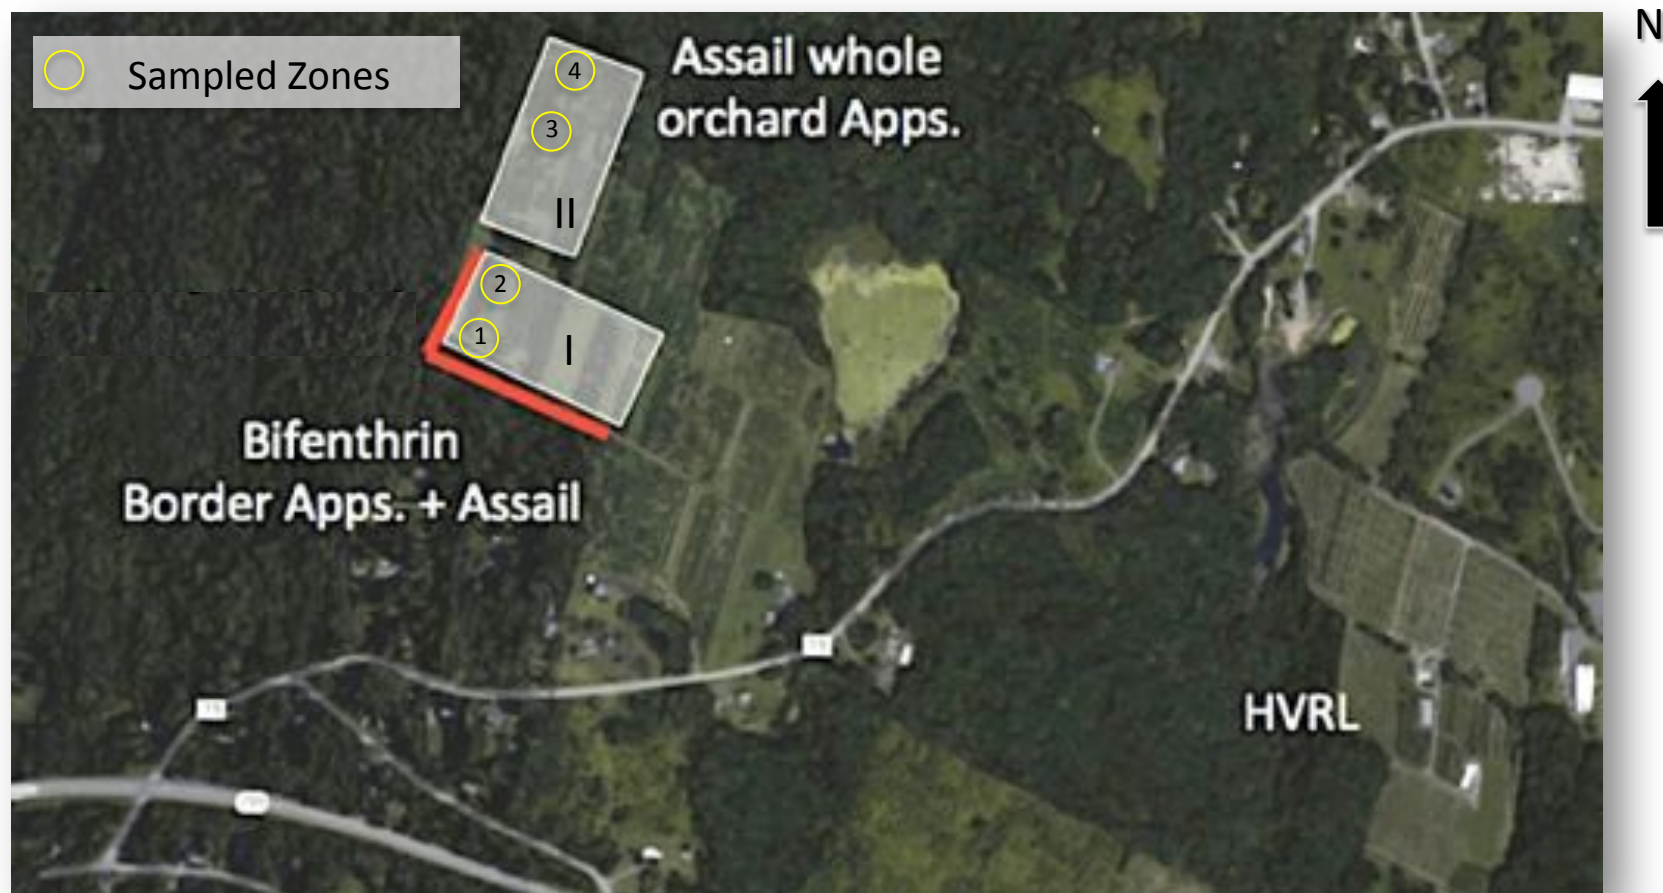 N
Sampled Zones
Assail whole
orchard Apps.
4
3
II
2
1
I
Bifenthrin
Border Apps. + Assail
HVRL